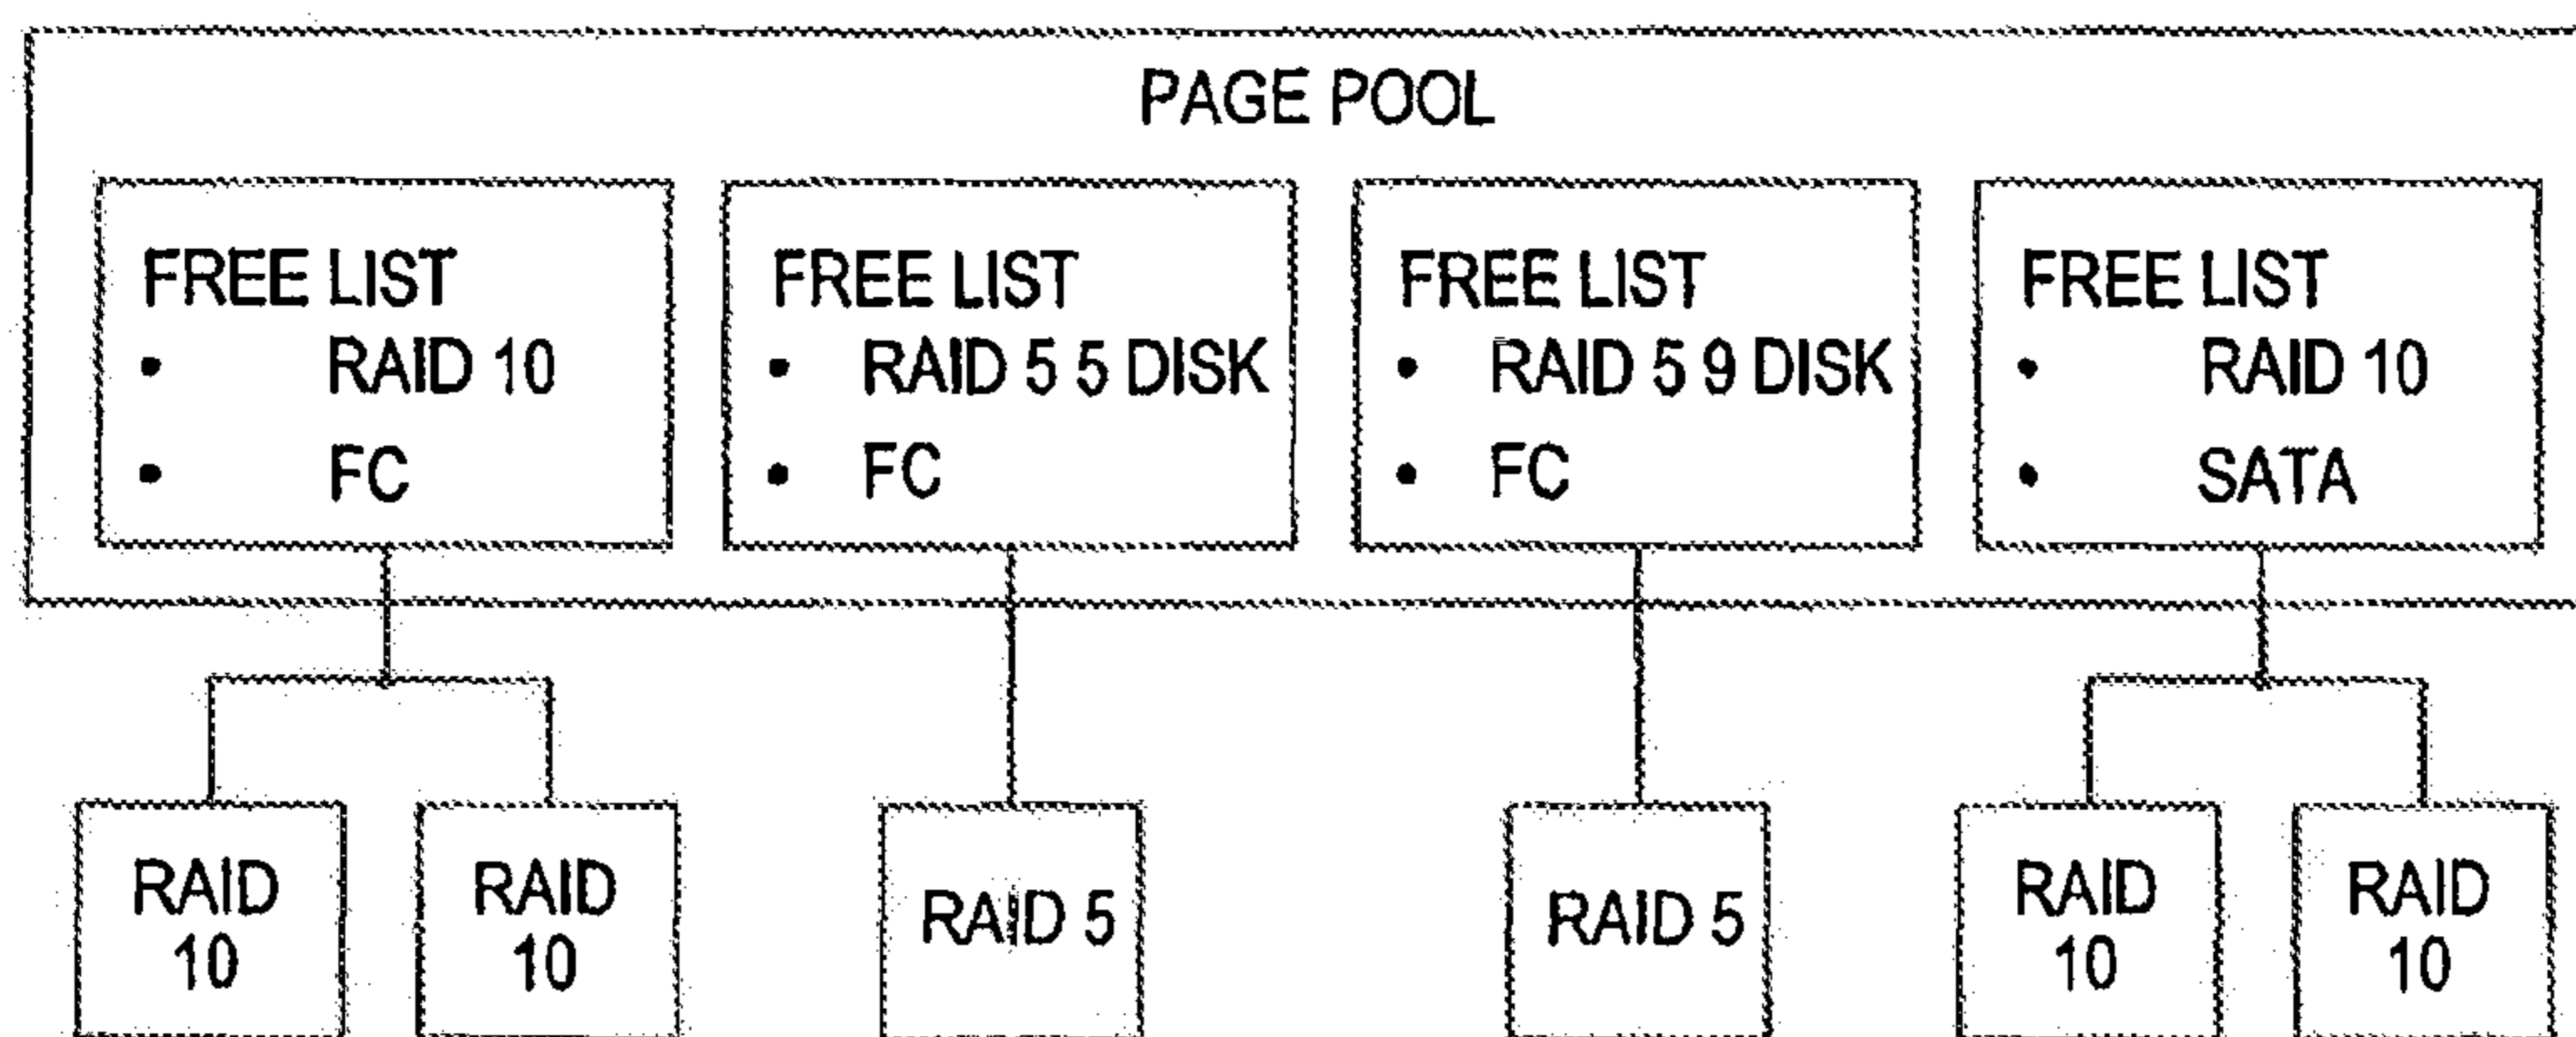 PAGE POOL
FREE LIST
• RAID 10
• FC
FREE LIST
• RAID 5 5 DISK
• FC
FREE LIST
• RAID 5 9 DISK
• FC
FREE LIST
• RAID 10
• SATA
RAID
10
RAID
10
RAID 5
RAID 5
RAID
10
RAID
10